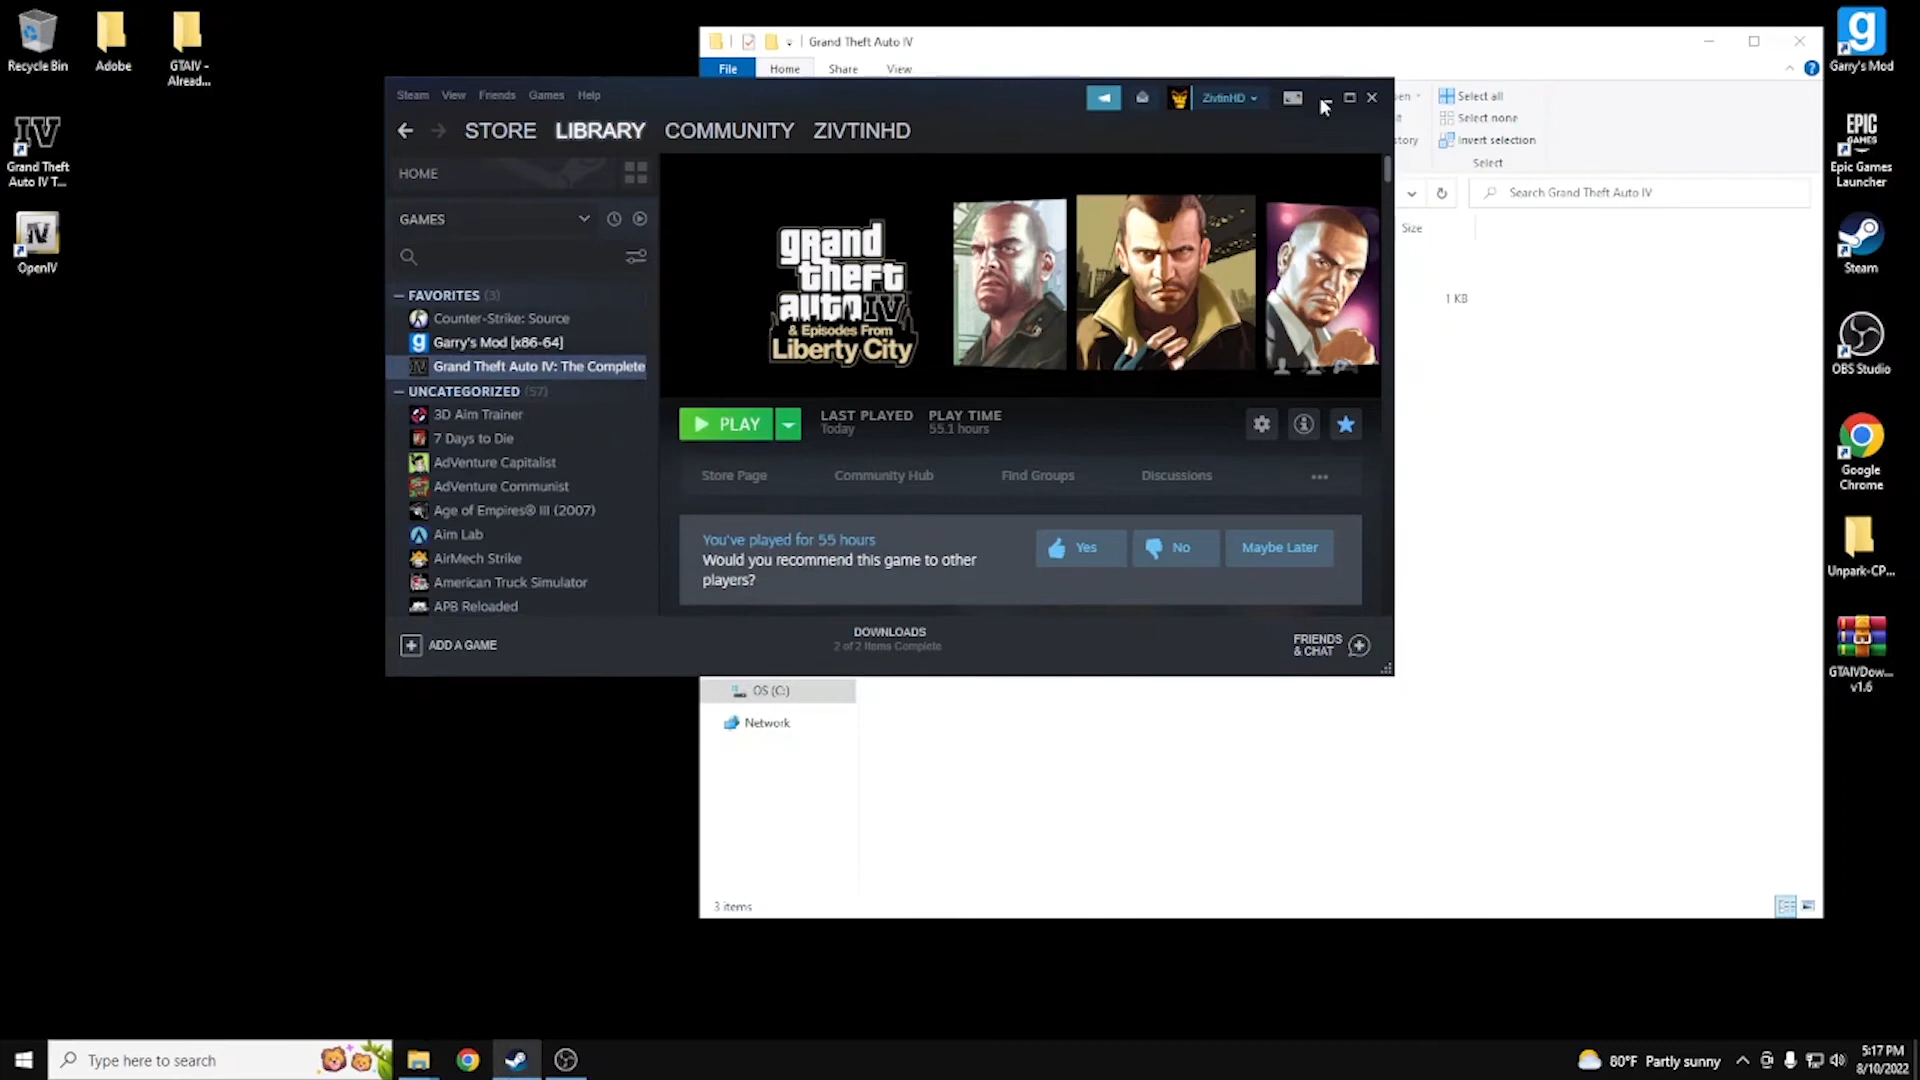 Recycle Bin
Adobe
GTAIV -
Alread...
Grand Theft
Auto IV T...
OpenIV
Grand Theft Auto IV
File Home Share View
Select all
Select none
Invert selection
Select
Search Grand Theft Auto IV
Size
1 KB
OS (C:)
Network
3 items
Steam View Friends Games Help
ZivtinHD
STORE LIBRARY COMMUNITY ZIVTINHD
HOME
GAMES
FAVORITES (3)
Counter-Strike: Source
Garry's Mod [x86-64]
Grand Theft Auto IV: The Complete
UNCATEGORIZED (57)
3D Aim Trainer
7 Days to Die
AdVenture Capitalist
AdVenture Communist
Age of Empires® III (2007)
Aim Lab
AirMech Strike
American Truck Simulator
APB Reloaded
ADD A GAME
grand
theft
auto IV
& Episodes From
Liberty City
PLAY
LAST PLAYED
Today
PLAY TIME
55.1 hours
Store Page Community Hub Find Groups Discussions
You've played for 55 hours
Would you recommend this game to other
players?
Yes No Maybe Later
DOWNLOADS
2 of 2 Items Complete
FRIENDS
& CHAT
Garry's Mod
EPIC
GAMES
Epic Games
Launcher
Steam
OBS Studio
Google
Chrome
Unpark-CP...
GTAIVDow...
v1.6
Type here to search
80°F Partly sunny
5:17 PM
8/10/2022